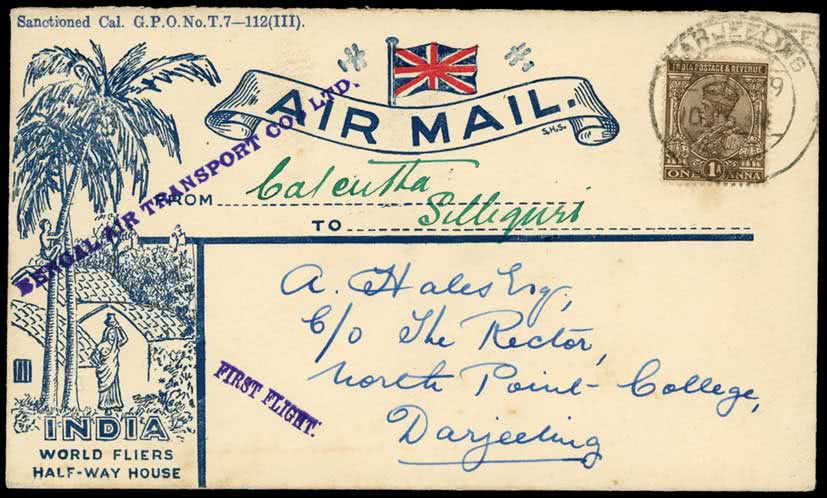 Sanctioned Cal. G.P.O. No. T.7—112(III).
AIR MAIL.
S.H.S.
BENGAL AIR TRANSPORT CO. LTD.
INDIA POSTAGE & REVENUE
1A
ONE ANNA
FROM Calcutta
TO Silliguri
A. Hales Esq,
C/o The Rector,
North Point College,
Darjeeling
FIRST FLIGHT.
INDIA
WORLD FLIERS
HALF-WAY HOUSE